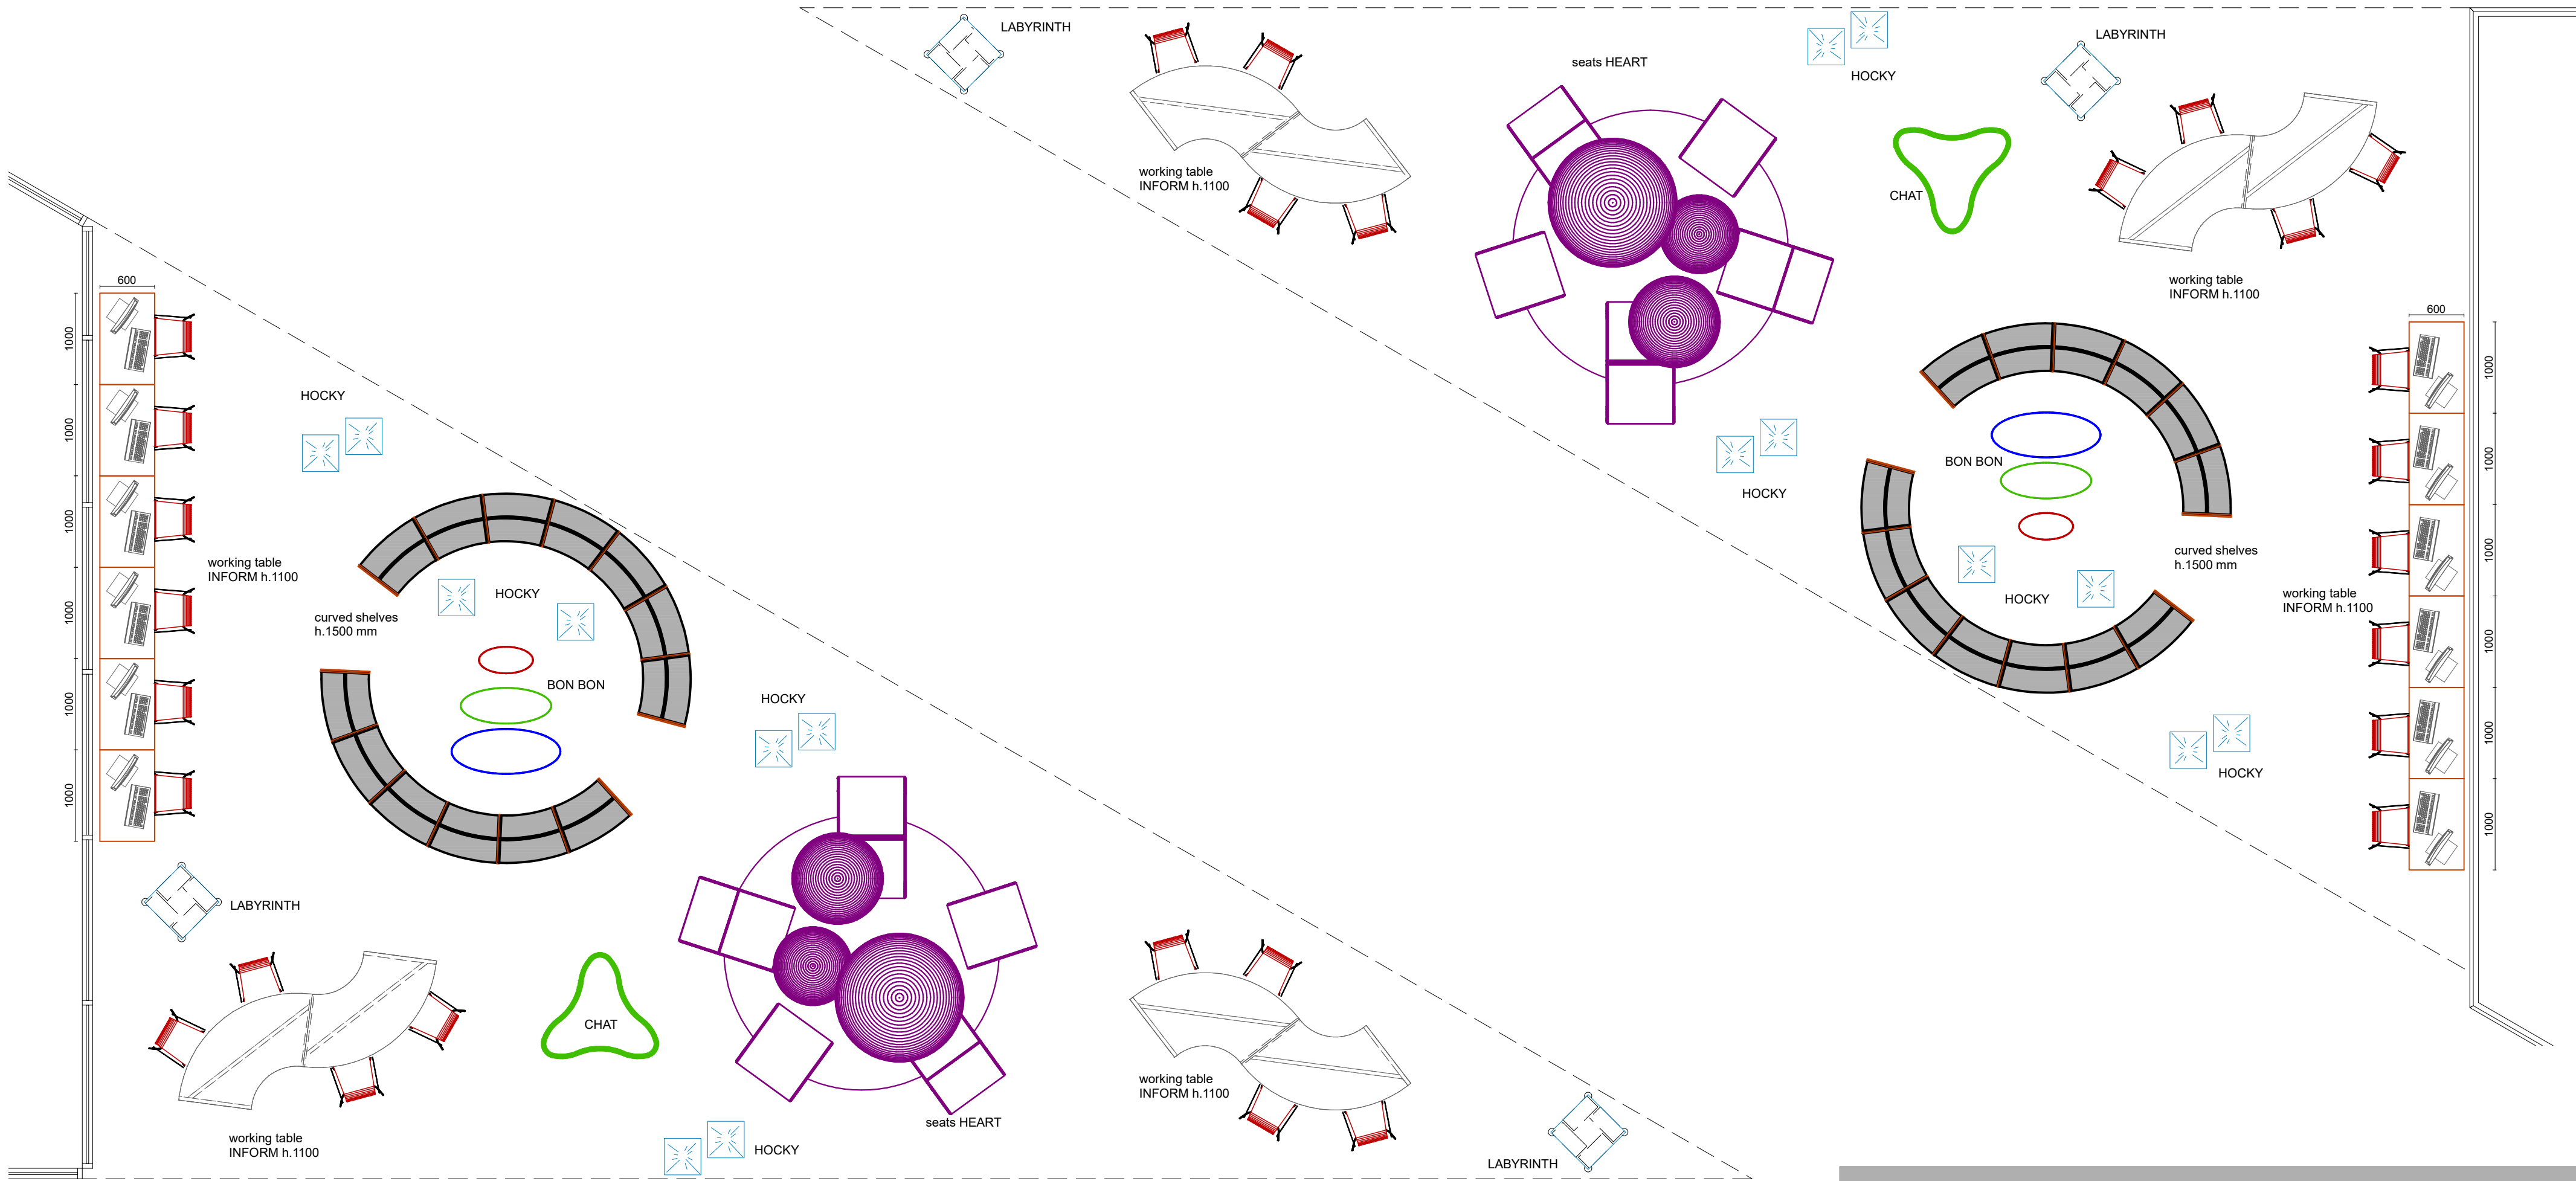 LABYRINTH
seats HEART
HOCKY
LABYRINTH
working table
INFORM h.1100
CHAT
working table
INFORM h.1100
600
1000
1000
1000
1000
1000
1000
HOCKY
working table
INFORM h.1100
HOCKY
curved shelves
h.1500 mm
BON BON
HOCKY
HOCKY
BON BON
HOCKY
curved shelves
h.1500 mm
working table
INFORM h.1100
HOCKY
600
1000
1000
1000
1000
1000
1000
LABYRINTH
CHAT
working table
INFORM h.1100
seats HEART
HOCKY
working table
INFORM h.1100
LABYRINTH